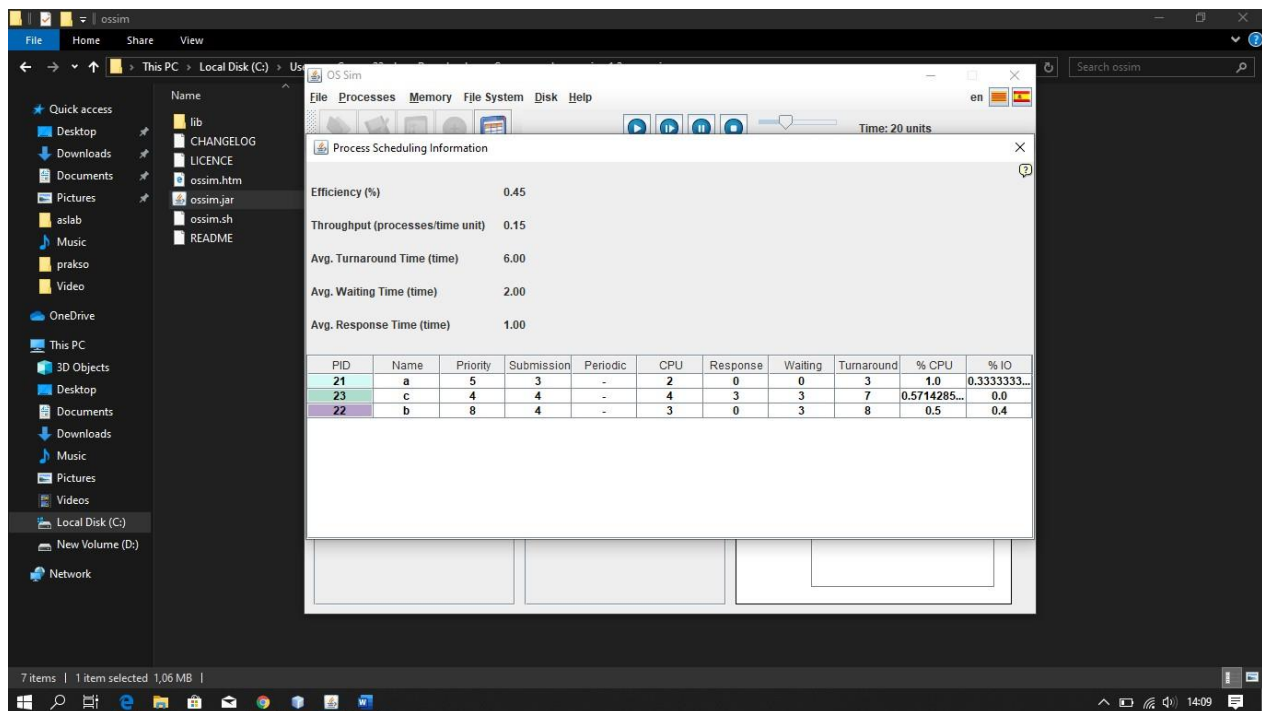 ossim
File Home Share View
This PC > Local Disk (C:) >
Search ossim
Quick access
Desktop
Downloads
Documents
Pictures
aslab
Music
prakso
Video
OneDrive
This PC
3D Objects
Desktop
Documents
Downloads
Music
Pictures
Videos
Local Disk (C:)
New Volume (D:)
Network
Name
lib
CHANGELOG
LICENCE
ossim.htm
ossim.jar
ossim.sh
README
OS Sim
File Processes Memory File System Disk Help en
Time: 20 units
Process Scheduling Information
Efficiency (%) 0.45
Throughput (processes/time unit) 0.15
Avg. Turnaround Time (time) 6.00
Avg. Waiting Time (time) 2.00
Avg. Response Time (time) 1.00
PID Name Priority Submission Periodic CPU Response Waiting Turnaround % CPU % IO
21 a 5 3 - 2 0 0 3 1.0 0.3333333...
23 c 4 4 - 4 3 3 7 0.5714285... 0.0
22 b 8 4 - 3 0 3 8 0.5 0.4
7 items | 1 item selected 1,06 MB |
14:09